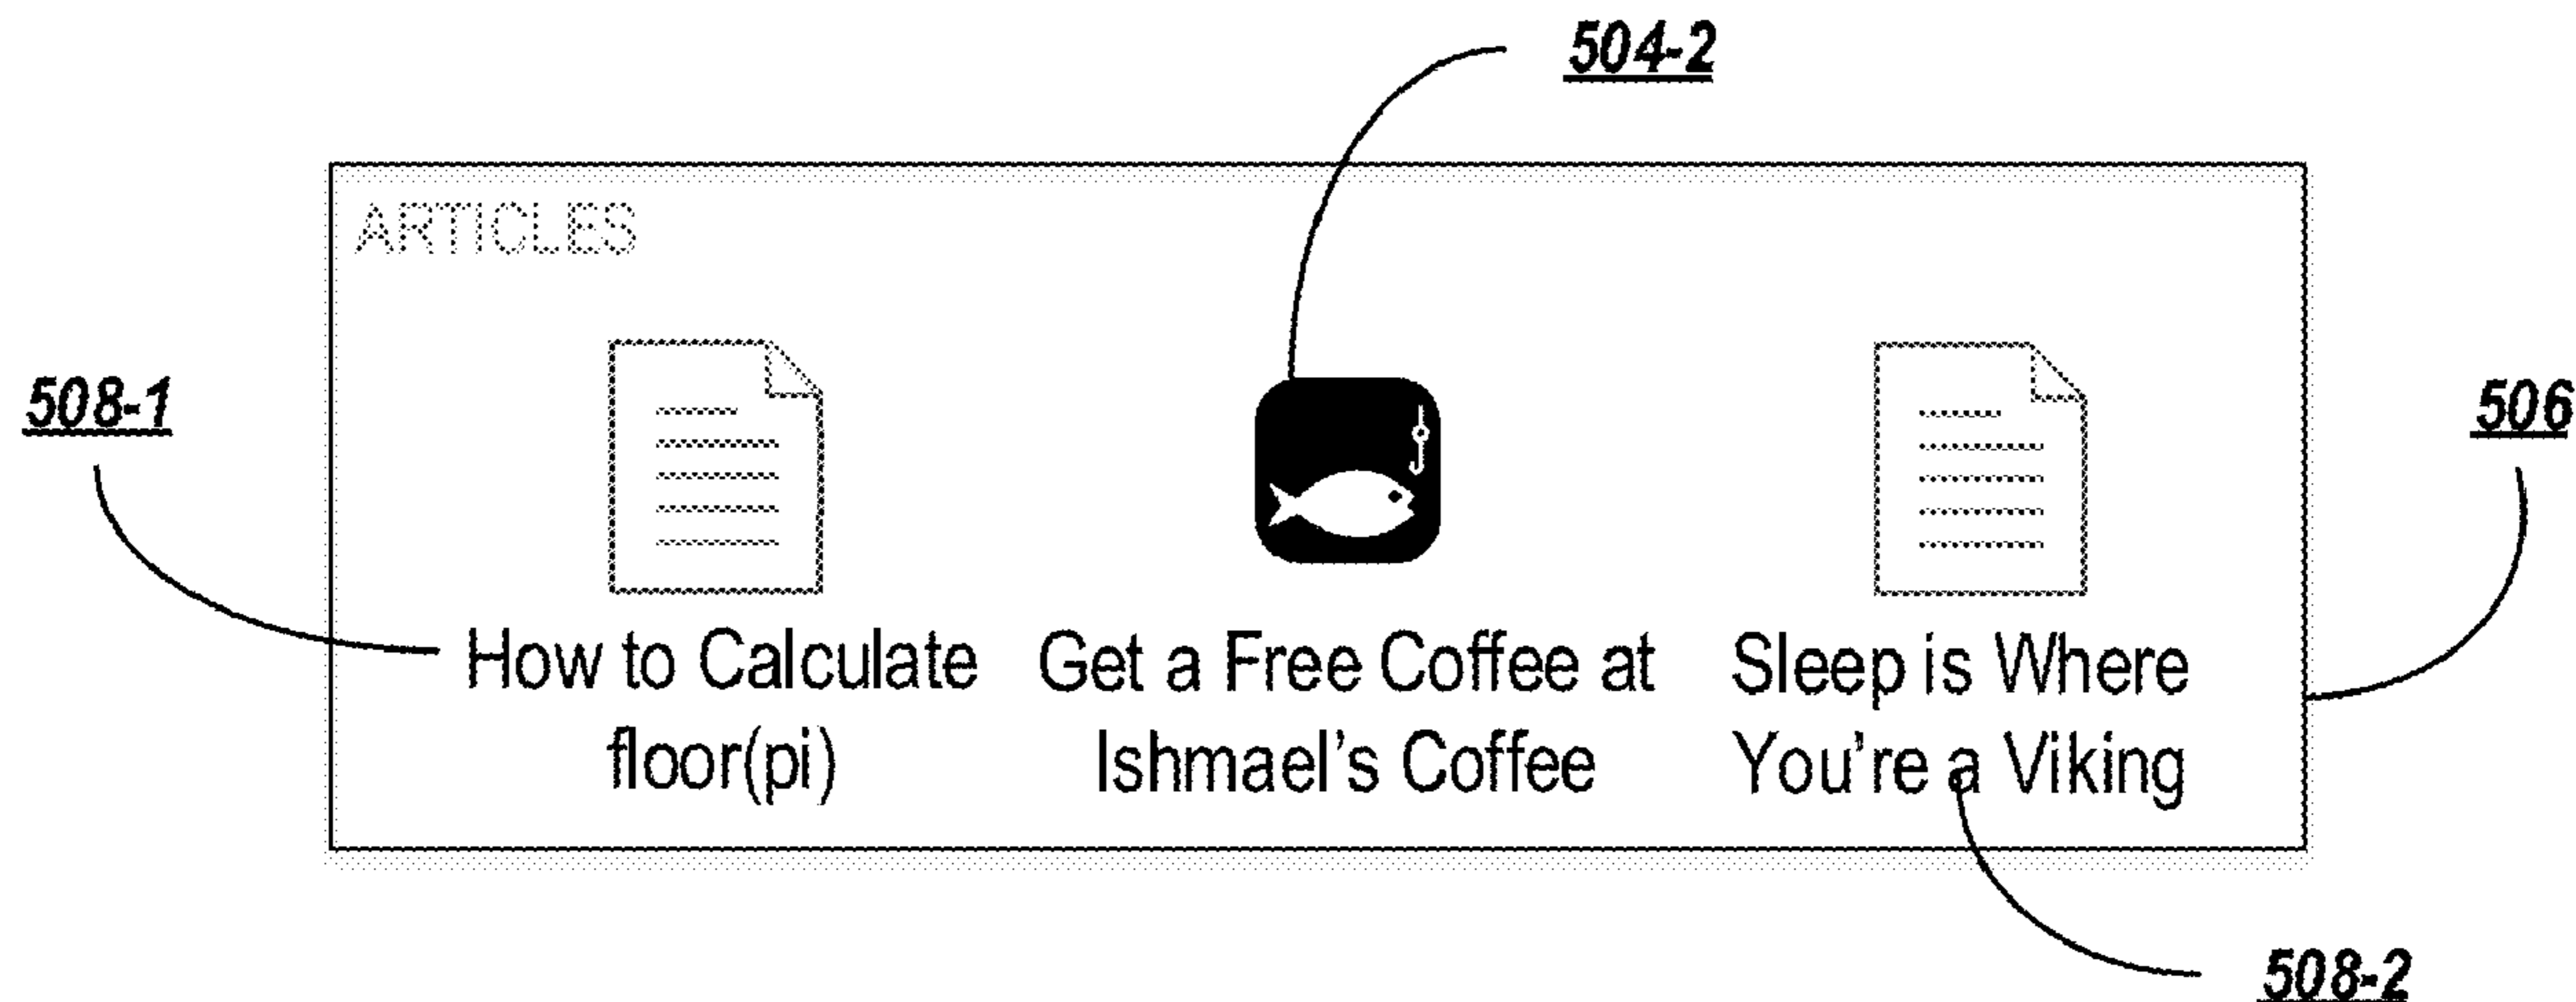 504-2
ARTICLES
508-1
506
How to Calculate
floor(pi)
Get a Free Coffee at
Ishmael's Coffee
Sleep is Where
You're a Viking
508-2